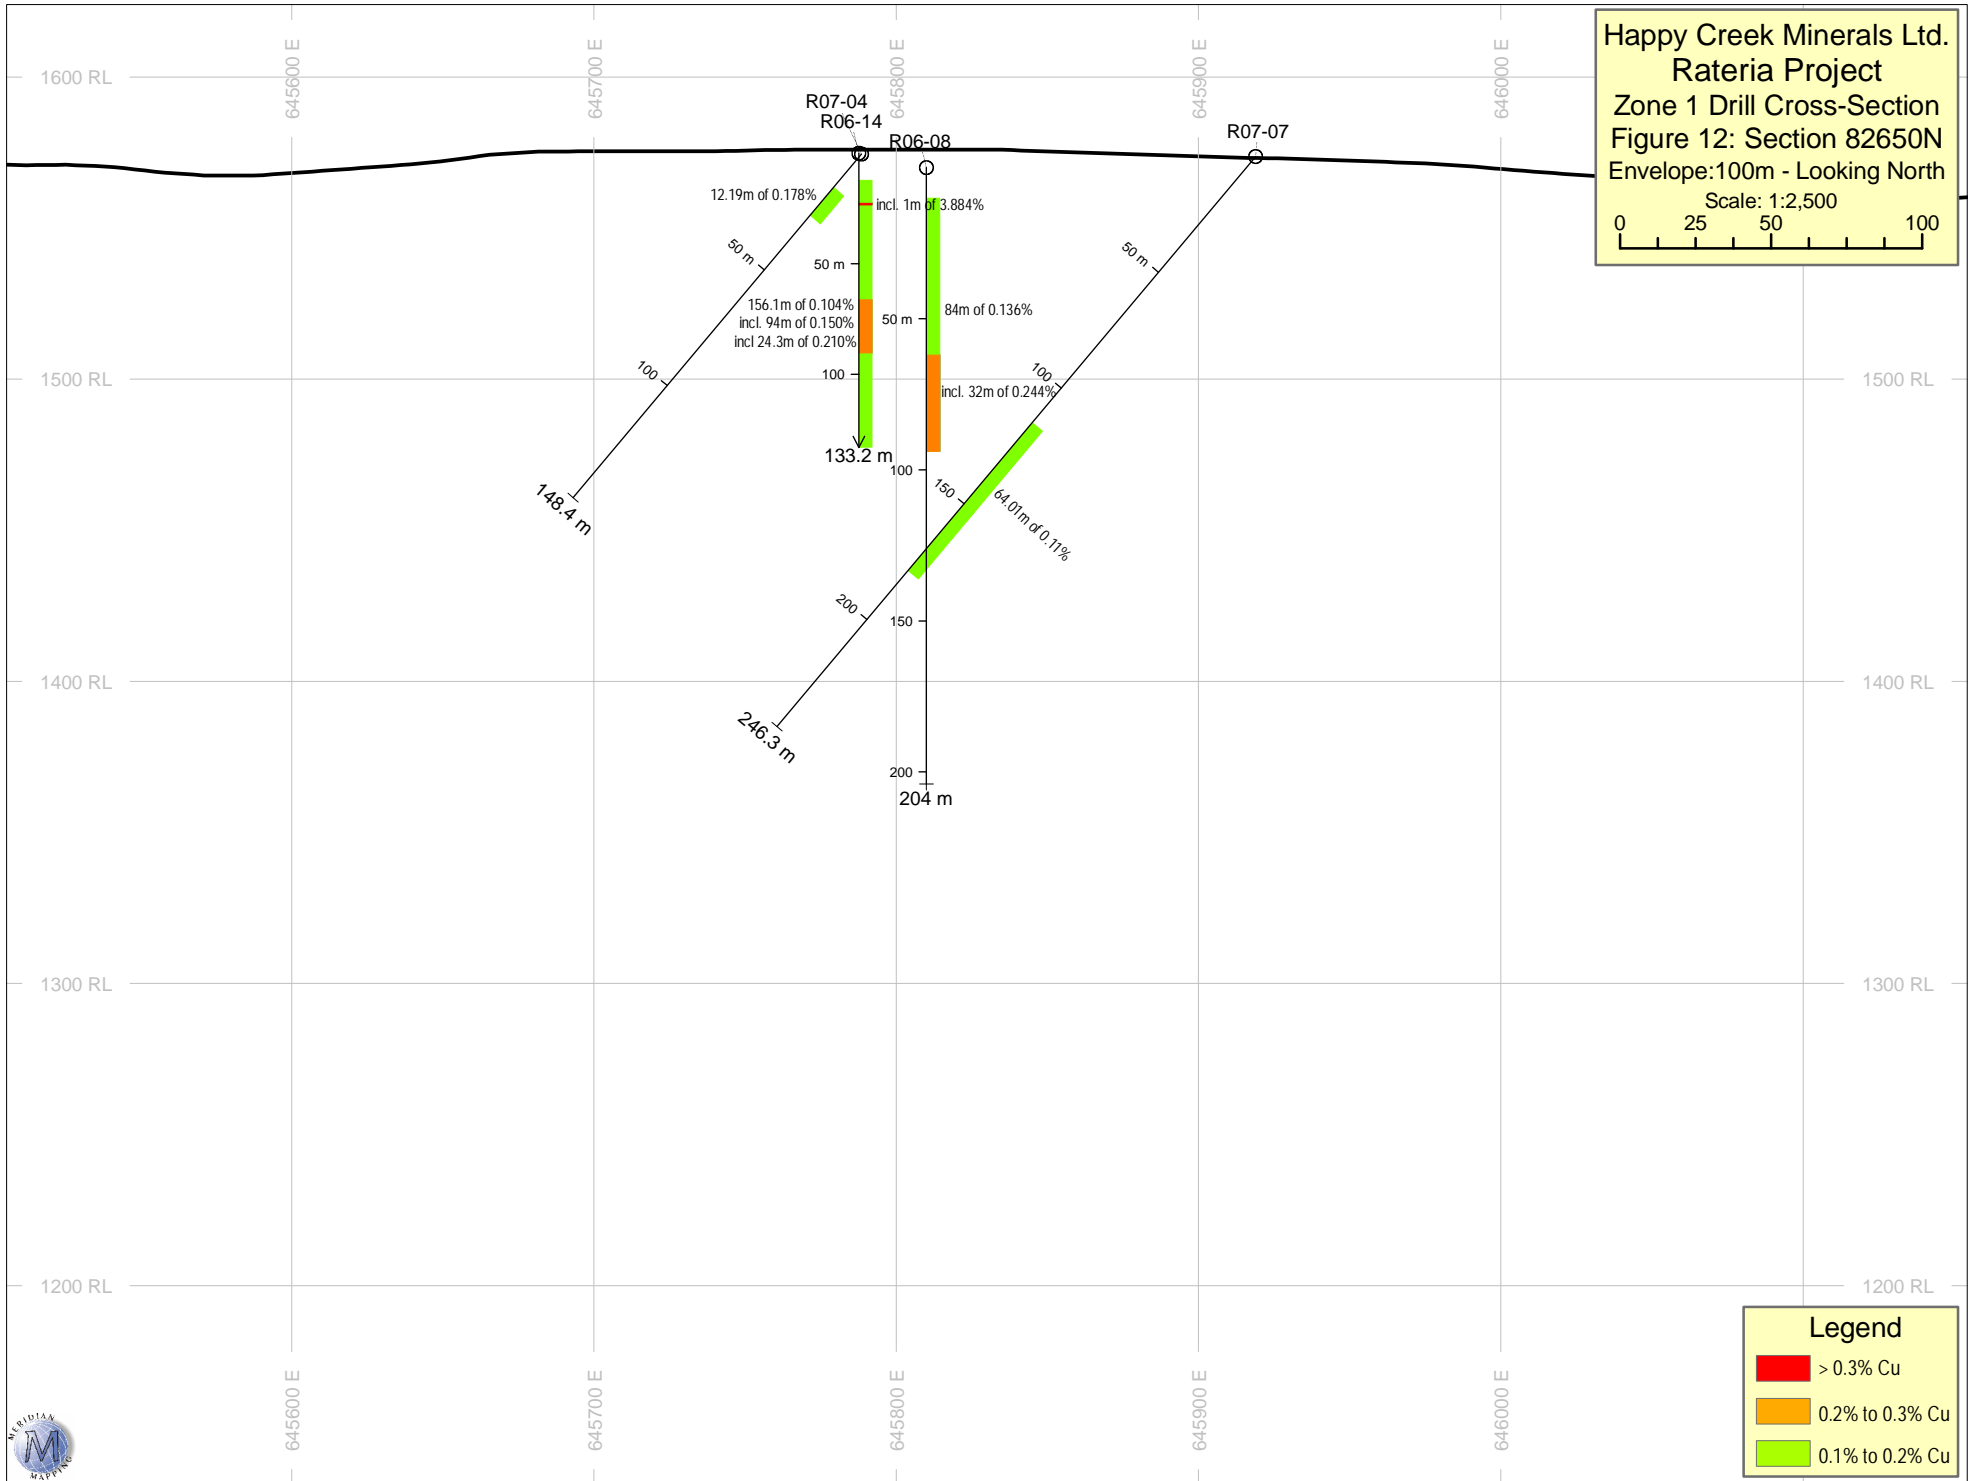 Happy Creek Minerals Ltd.
Rateria Project
Zone 1 Drill Cross-Section
Figure 12: Section 82650N
Envelope:100m - Looking North
Scale: 1:2,500
0 25 50 100
645600 E
645700 E
645800 E
645900 E
646000 E
1600 RL
R07-04
R06-14
R06-08
R07-07
12.19m of 0.178%
incl. 1m of 3.884%
50 m
50 m
50 m
156.1m of 0.104%
incl. 94m of 0.150%
incl 24.3m of 0.210%
84m of 0.136%
50 m
100
100
100
1500 RL
1500 RL
incl. 32m of 0.244%
133.2 m
100
148.4 m
150
64.01m of 0.11%
200
150
1400 RL
1400 RL
246.3 m
200
204 m
1300 RL
1300 RL
1200 RL
1200 RL
645600 E
645700 E
645800 E
645900 E
646000 E
Legend
> 0.3% Cu
0.2% to 0.3% Cu
0.1% to 0.2% Cu
MERIDIAN
M
MAPPING